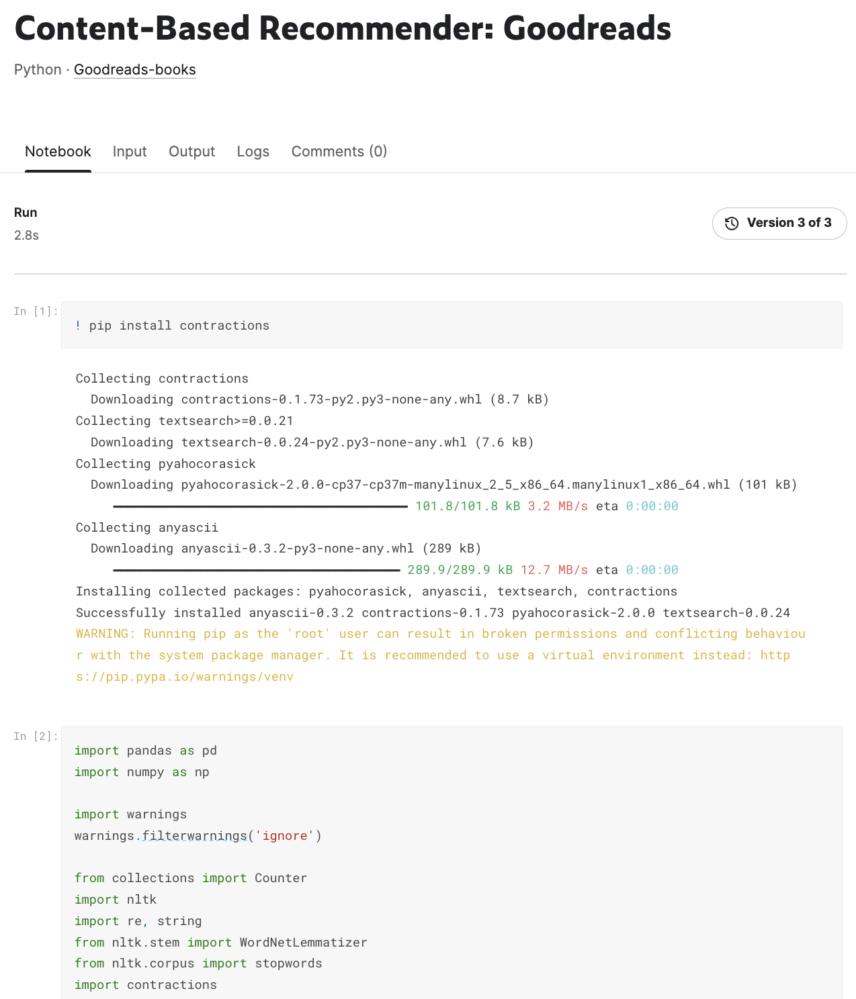 Content-Based Recommender: Goodreads
Python · Goodreads-books
Notebook Input Output Logs Comments (0)
Run
2.8s
Version 3 of 3
In [1]:
! pip install contractions
Collecting contractions
  Downloading contractions-0.1.73-py2.py3-none-any.whl (8.7 kB)
Collecting textsearch>=0.0.21
  Downloading textsearch-0.0.24-py2.py3-none-any.whl (7.6 kB)
Collecting pyahocorasick
  Downloading pyahocorasick-2.0.0-cp37-cp37m-manylinux_2_5_x86_64.manylinux1_x86_64.whl (101 kB)
101.8/101.8 kB 3.2 MB/s eta 0:00:00
Collecting anyascii
  Downloading anyascii-0.3.2-py3-none-any.whl (289 kB)
289.9/289.9 kB 12.7 MB/s eta 0:00:00
Installing collected packages: pyahocorasick, anyascii, textsearch, contractions
Successfully installed anyascii-0.3.2 contractions-0.1.73 pyahocorasick-2.0.0 textsearch-0.0.24
WARNING: Running pip as the 'root' user can result in broken permissions and conflicting behaviou
r with the system package manager. It is recommended to use a virtual environment instead: http
s://pip.pypa.io/warnings/venv
In [2]:
import pandas as pd
import numpy as np
import warnings
warnings.filterwarnings('ignore')
from collections import Counter
import nltk
import re, string
from nltk.stem import WordNetLemmatizer
from nltk.corpus import stopwords
import contractions